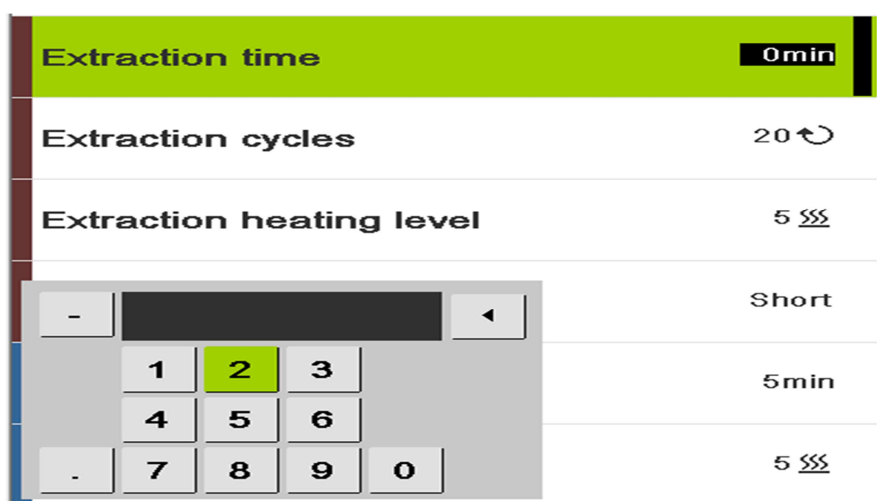 Extraction time 0min
Extraction cycles 20
Extraction heating level 5
Short
-
1 2 3
5min
4 5 6
. 7 8 9 0
5